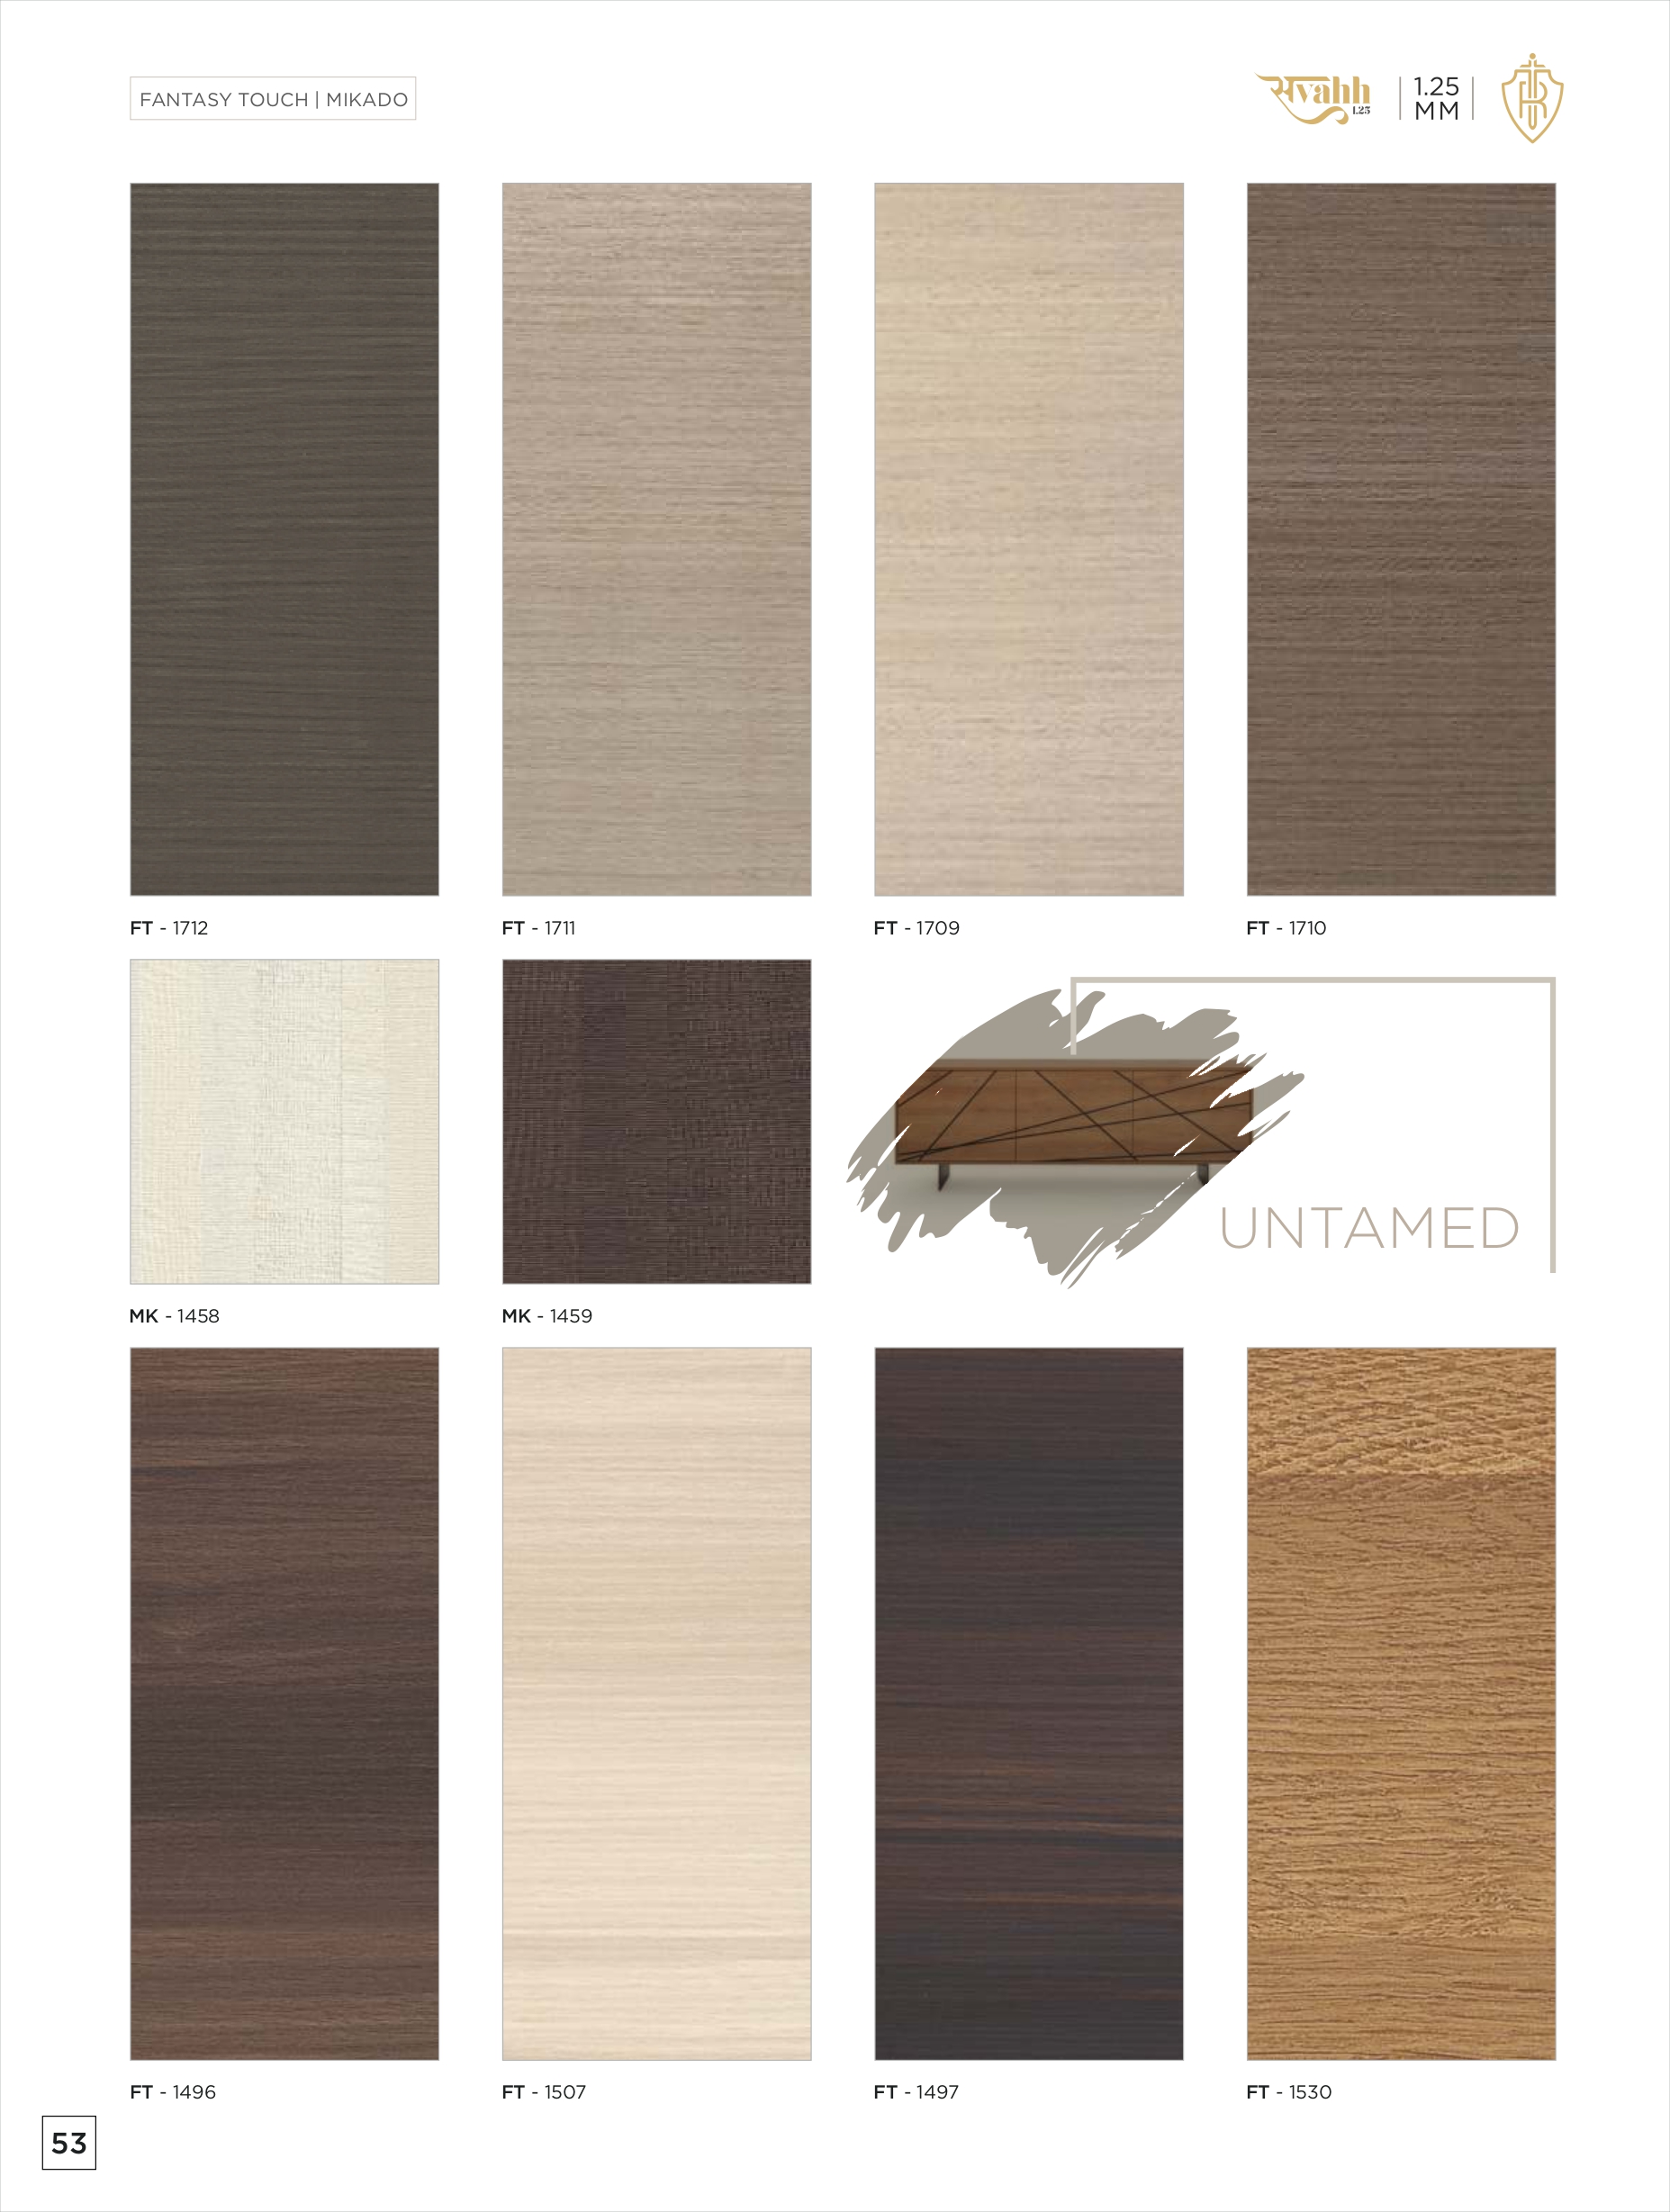 FANTASY TOUCH | MIKADO
सvahh
1.25
1.25
MM
FT - 1712
FT - 1711
FT - 1709
FT - 1710
MK - 1458
MK - 1459
UNTAMED
FT - 1496
FT - 1507
FT - 1497
FT - 1530
53